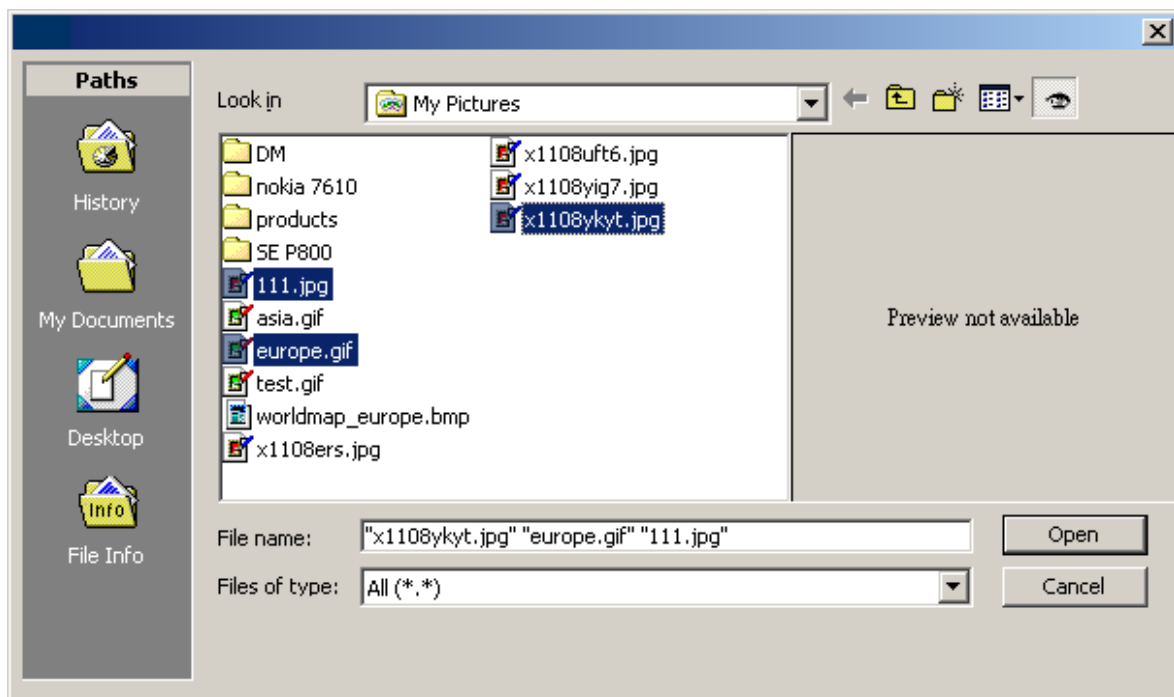 Paths
History
My Documents
Desktop
Info
File Info
Look in
My Pictures
DM
nokia 7610
products
SE P800
111.jpg
asia.gif
europe.gif
test.gif
worldmap_europe.bmp
x1108ers.jpg
x1108uft6.jpg
x1108yig7.jpg
x1108ykyt.jpg
Preview not available
File name:
"x1108ykyt.jpg" "europe.gif" "111.jpg"
Open
Files of type:
All (*.*)
Cancel